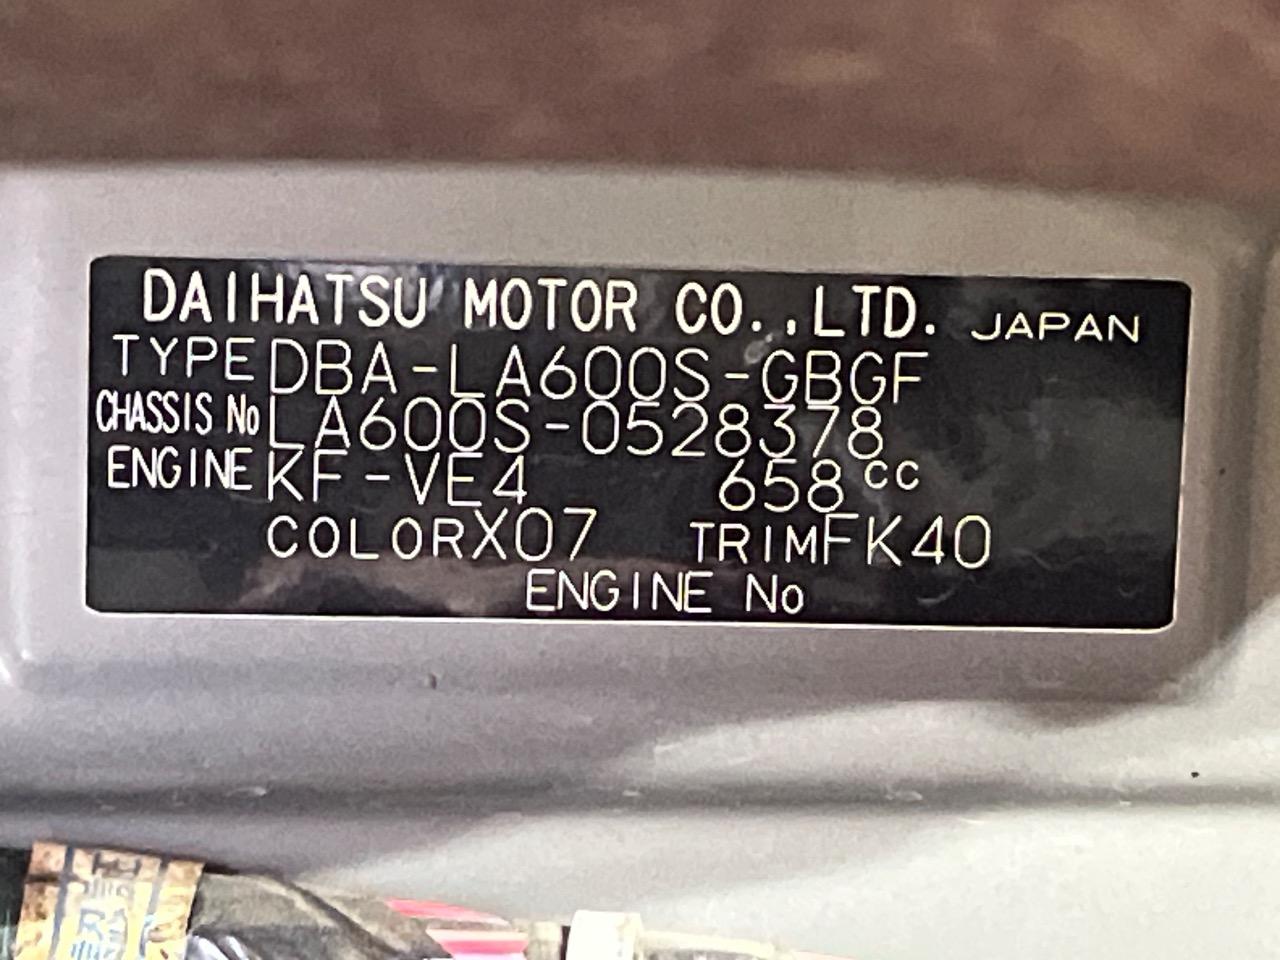 DAIHATSU MOTOR CO.,LTD. JAPAN
TYPE DBA-LA600S-GBGF
CHASSIS No LA600S-0528378
ENGINE KF-VE4 658cc
COLOR X07 TRIM FK40
ENGINE No